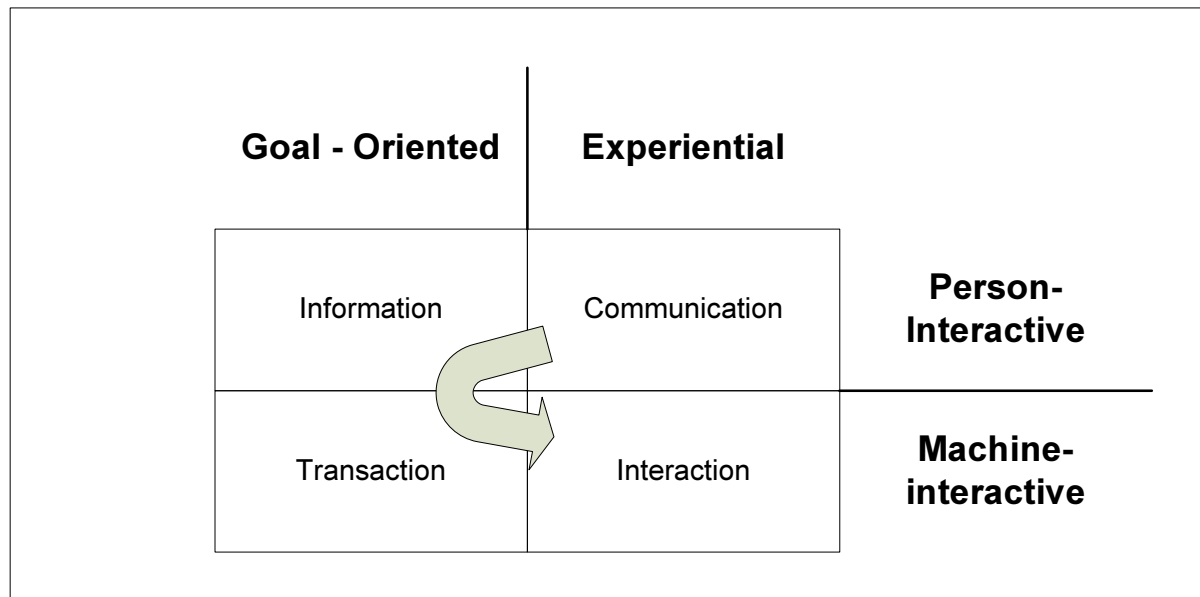 Goal - Oriented
Experiential
Information
Communication
Person-
Interactive
Transaction
Interaction
Machine-
interactive